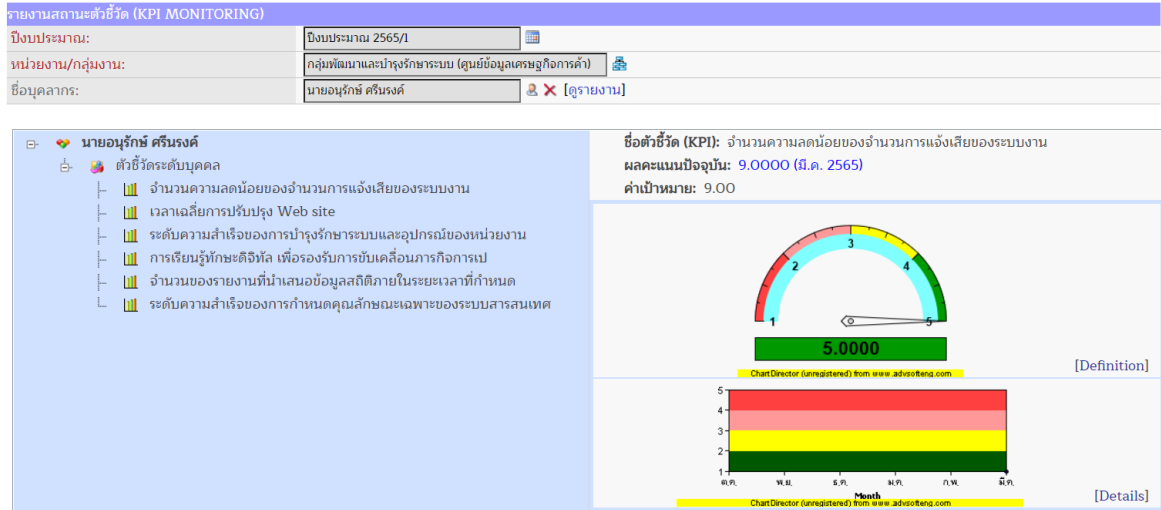 รายงานสถานะตัวชี้วัด (KPI MONITORING)
ปีงบประมาณ: ปีงบประมาณ 2565/1
หน่วยงาน/กลุ่มงาน: กลุ่มพัฒนาและบำรุงรักษาระบบ (ศูนย์ข้อมูลเศรษฐกิจการค้า)
ชื่อบุคลากร: นายอนุรักษ์ ศรีนรงค์ [ดูรายงาน]
นายอนุรักษ์ ศรีนรงค์
ตัวชี้วัดระดับบุคคล
จำนวนความลดน้อยของจำนวนการแจ้งเสียของระบบงาน
เวลาเฉลี่ยการปรับปรุง Web site
ระดับความสำเร็จของการบำรุงรักษาระบบและอุปกรณ์ของหน่วยงาน
การเรียนรู้ทักษะดิจิทัล เพื่อรองรับการขับเคลื่อนภารกิจการเป
จำนวนของรายงานที่นำเสนอข้อมูลสถิติภายในระยะเวลาที่กำหนด
ระดับความสำเร็จของการกำหนดคุณลักษณะเฉพาะของระบบสารสนเทศ
ชื่อตัวชี้วัด (KPI): จำนวนความลดน้อยของจำนวนการแจ้งเสียของระบบงาน
ผลคะแนนปัจจุบัน: 9.0000 (มี.ค. 2565)
ค่าเป้าหมาย: 9.00
3
2 4
1 5
5.0000
[Definition]
ChartDirector (unregistered) from www.advsofteng.com
5
4
3
2
1
ต.ค. พ.ย. ธ.ค. ม.ค. ก.พ. มี.ค.
Month
[Details]
ChartDirector (unregistered) from www.advsofteng.com